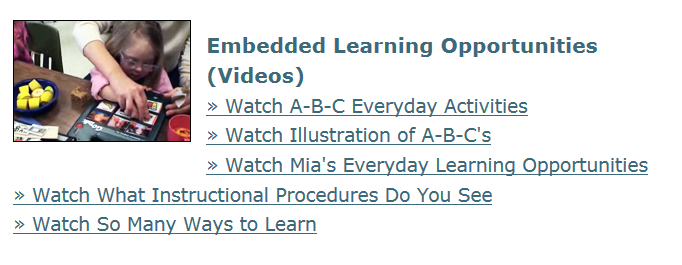 Embedded Learning Opportunities
(Videos)
» Watch A-B-C Everyday Activities
» Watch Illustration of A-B-C's
» Watch Mia's Everyday Learning Opportunities
» Watch What Instructional Procedures Do You See
» Watch So Many Ways to Learn